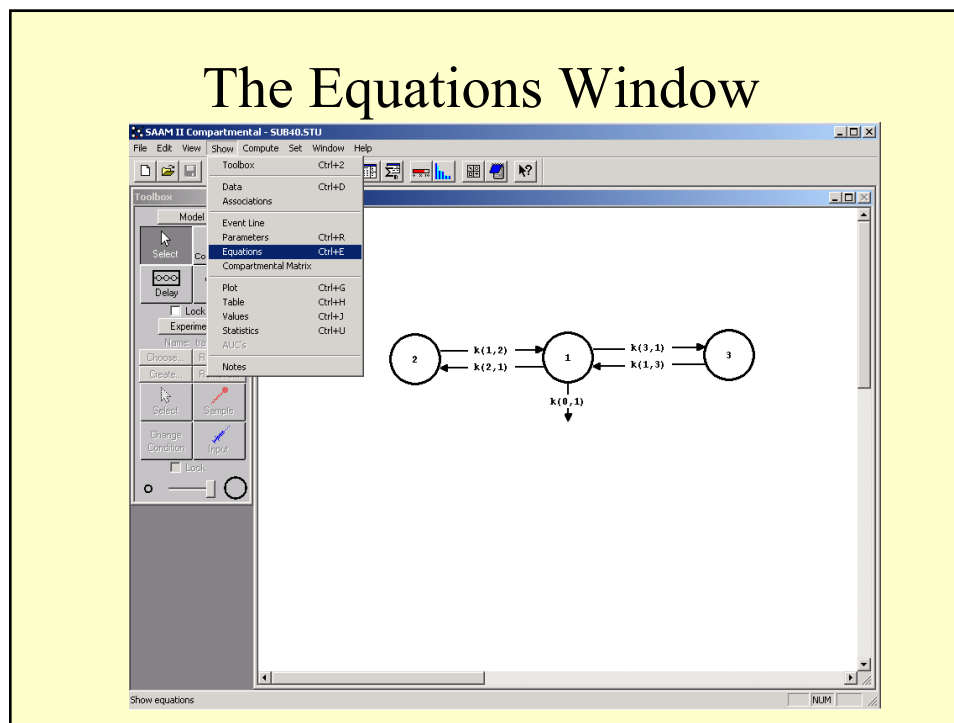 The Equations Window
SAAM II Compartmental - SUB40.STU
File Edit View Show Compute Set Window Help
Toolbox Ctrl+2
Data Ctrl+D
Associations
Event Line
Parameters Ctrl+R
Equations Ctrl+E
Compartmental Matrix
Plot Ctrl+G
Table Ctrl+H
Values Ctrl+J
Statistics Ctrl+U
AUC's
Notes
Toolbox
Model
Select Co
Delay
Lock
Experime
Name: tra
Choose... R
Create...
Select Sample
Change Condition Input
Lock
2 k(1,2) k(2,1) 1 k(3,1) k(1,3) 3
k(0,1)
Show equations NUM